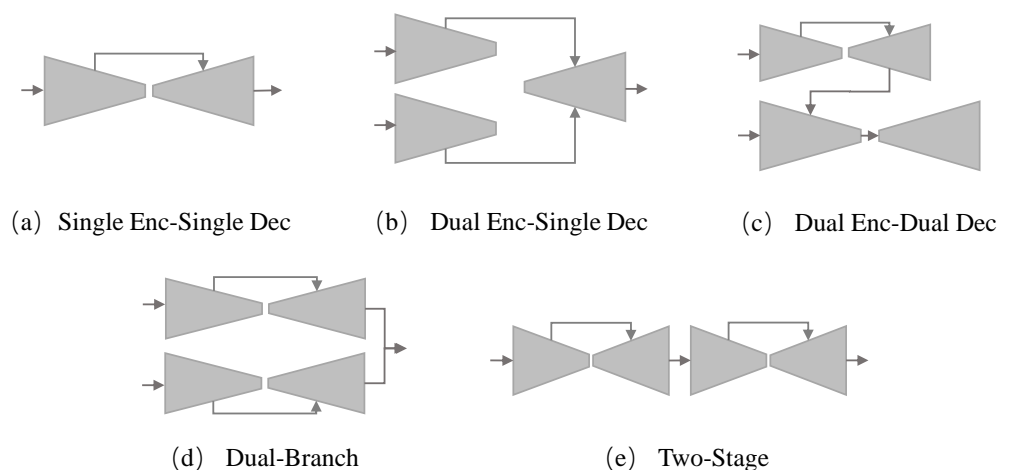 （a） Single Enc-Single Dec
（b） Dual Enc-Single Dec
（c） Dual Enc-Dual Dec
（d） Dual-Branch
（e） Two-Stage